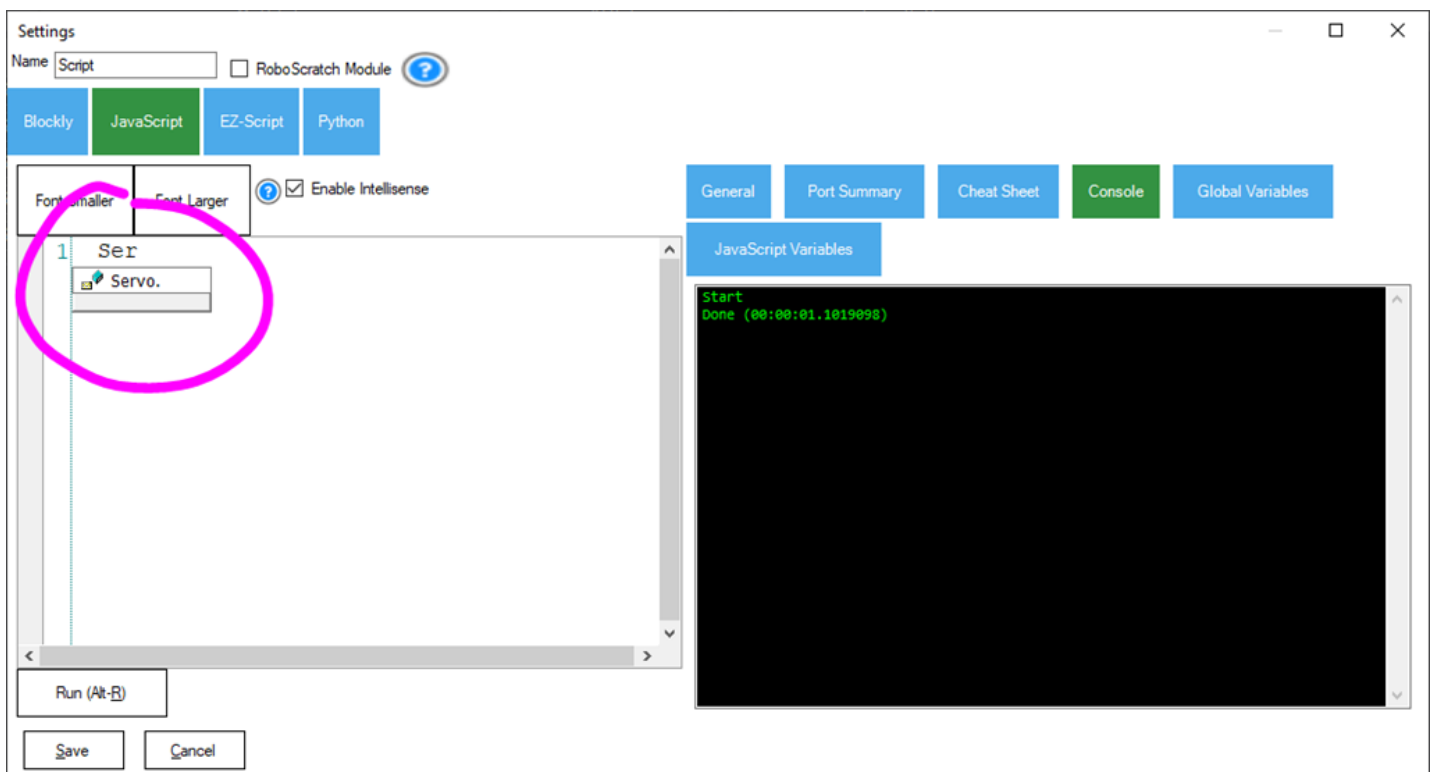 Settings
Name Script RoboScratch Module ?
Blockly JavaScript EZ-Script Python
Font Smaller Font Larger ? Enable Intellisense
1 Ser
Servo.
Run (Alt-R)
Save Cancel
General Port Summary Cheat Sheet Console Global Variables
JavaScript Variables
Start
Done (00:00:01.1019098)